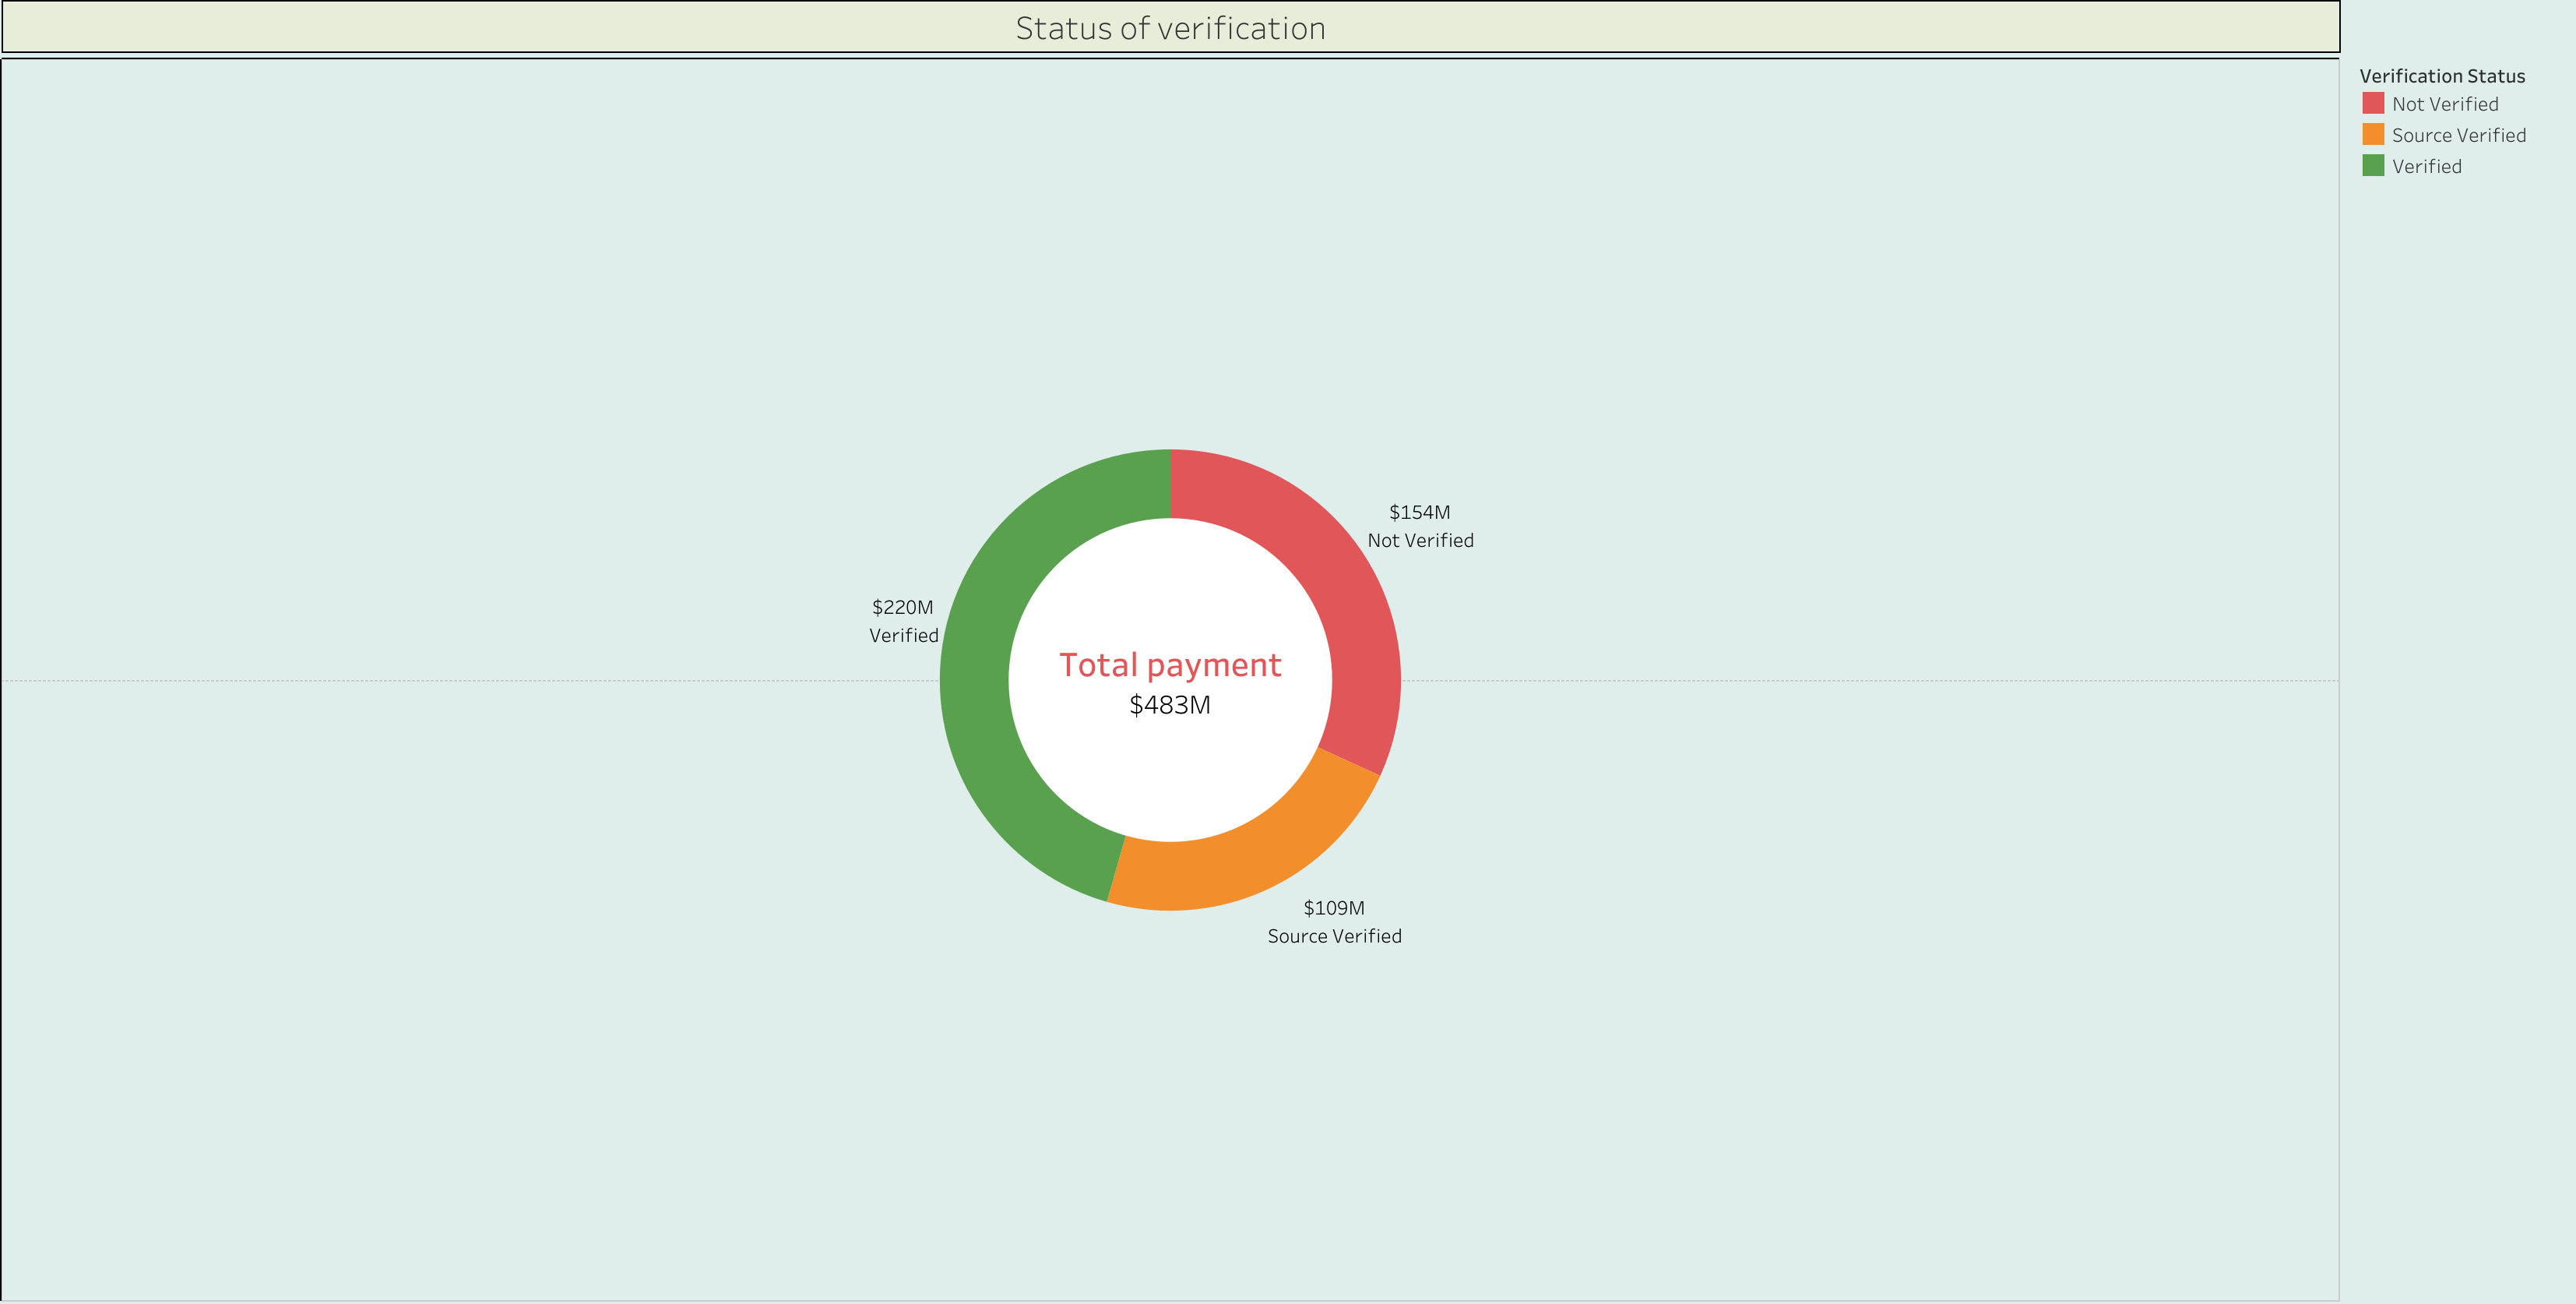 Status of verification
Verification Status
Not Verified
Source Verified
Verified
$154M
Not Verified
$220M
Verified
Total payment
$483M
$109M
Source Verified